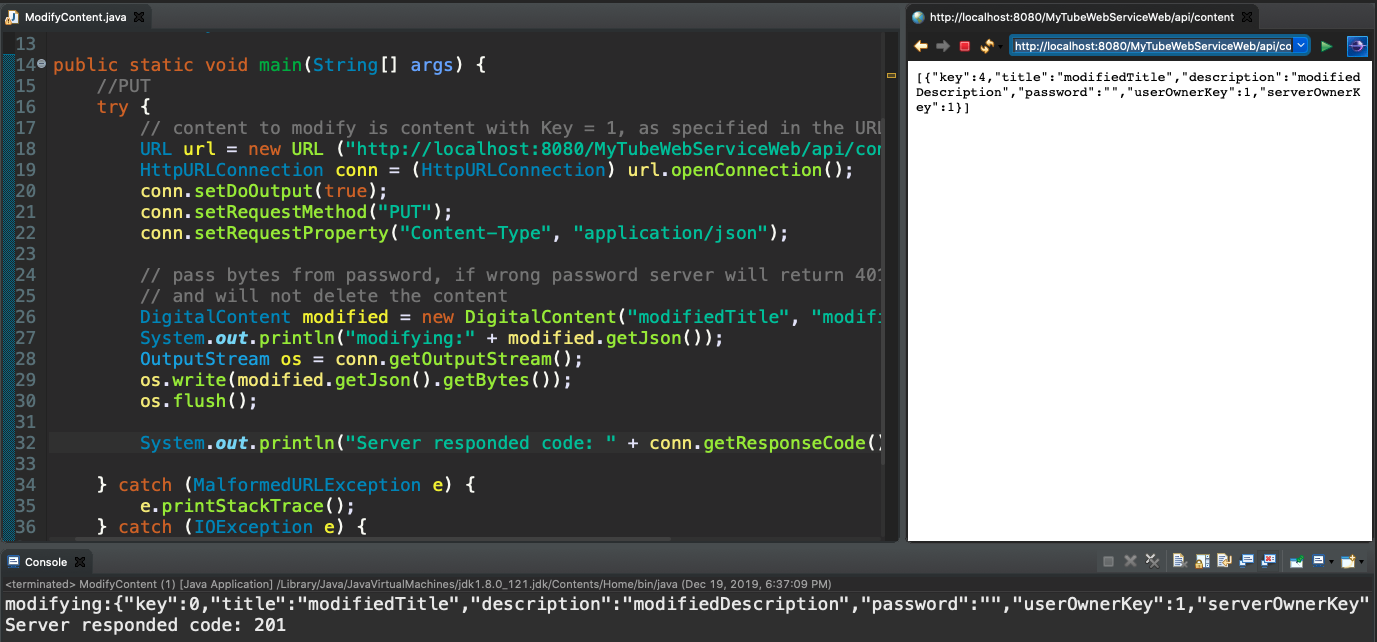 ModifyContent.java
13
14 public static void main(String[] args) {
15 //PUT
16 try {
17 // content to modify is content with Key = 1, as specified in the URL
18 URL url = new URL ("http://localhost:8080/MyTubeWebServiceWeb/api/con
19 HttpURLConnection conn = (HttpURLConnection) url.openConnection();
20 conn.setDoOutput(true);
21 conn.setRequestMethod("PUT");
22 conn.setRequestProperty("Content-Type", "application/json");
23
24 // pass bytes from password, if wrong password server will return 401
25 // and will not delete the content
26 DigitalContent modified = new DigitalContent("modifiedTitle", "modifi
27 System.out.println("modifying:" + modified.getJson());
28 OutputStream os = conn.getOutputStream();
29 os.write(modified.getJson().getBytes());
30 os.flush();
31
32 System.out.println("Server responded code: " + conn.getResponseCode()
33
34 } catch (MalformedURLException e) {
35 e.printStackTrace();
36 } catch (IOException e) {
http://localhost:8080/MyTubeWebServiceWeb/api/content
http://localhost:8080/MyTubeWebServiceWeb/api/co
[{"key":4,"title":"modifiedTitle","description":"modified
Description","password":"","userOwnerKey":1,"serverOwnerK
ey":1}]
Console
<terminated> ModifyContent (1) [Java Application] /Library/Java/JavaVirtualMachines/jdk1.8.0_121.jdk/Contents/Home/bin/java (Dec 19, 2019, 6:37:09 PM)
modifying:{"key":0,"title":"modifiedTitle","description":"modifiedDescription","password":"","userOwnerKey":1,"serverOwnerKey"
Server responded code: 201